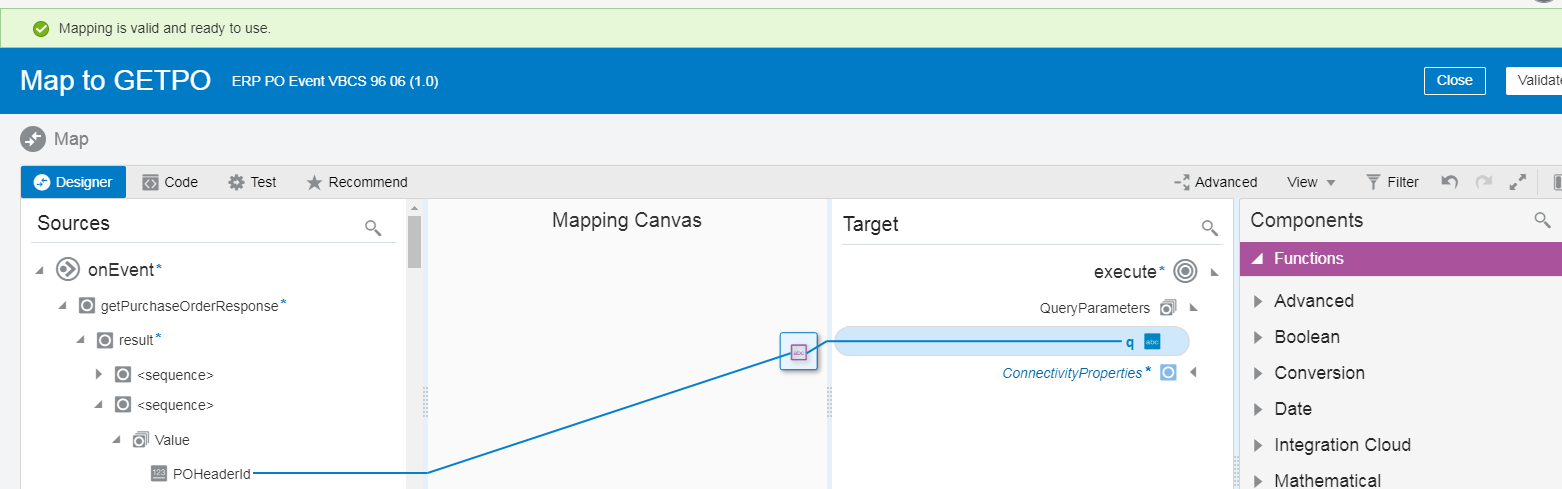 Mapping is valid and ready to use.
Map to GETPO ERP PO Event VBCS 96 06 (1.0) Close
Map
Designer Code Test Recommend Advanced View Filter
Sources Mapping Canvas Target Components
Functions
onEvent* execute*
getPurchaseOrderResponse* QueryParameters Advanced
result* abc q abc Boolean
<sequence> ConnectivityProperties* Conversion
<sequence> Date
Value Integration Cloud
123 POHeaderId Mathematical